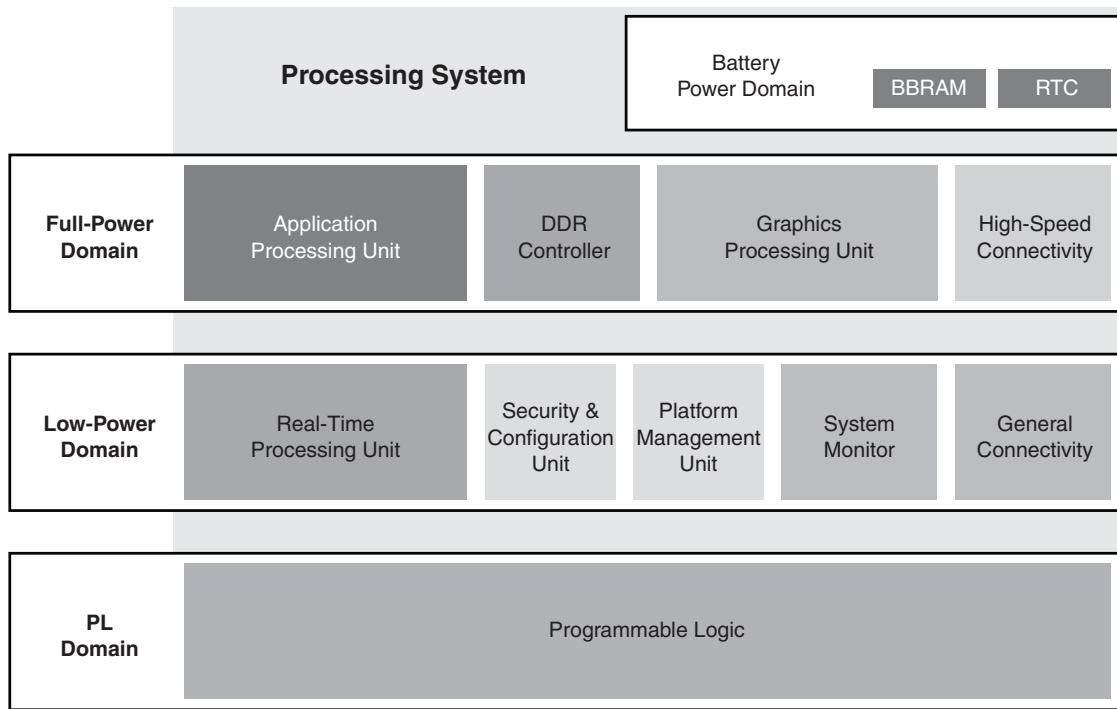 Processing System
Battery
Power Domain
BBRAM
RTC
Full-Power
Domain
Application
Processing Unit
DDR
Controller
Graphics
Processing Unit
High-Speed
Connectivity
Low-Power
Domain
Real-Time
Processing Unit
Security &
Configuration
Unit
Platform
Management
Unit
System
Monitor
General
Connectivity
PL
Domain
Programmable Logic